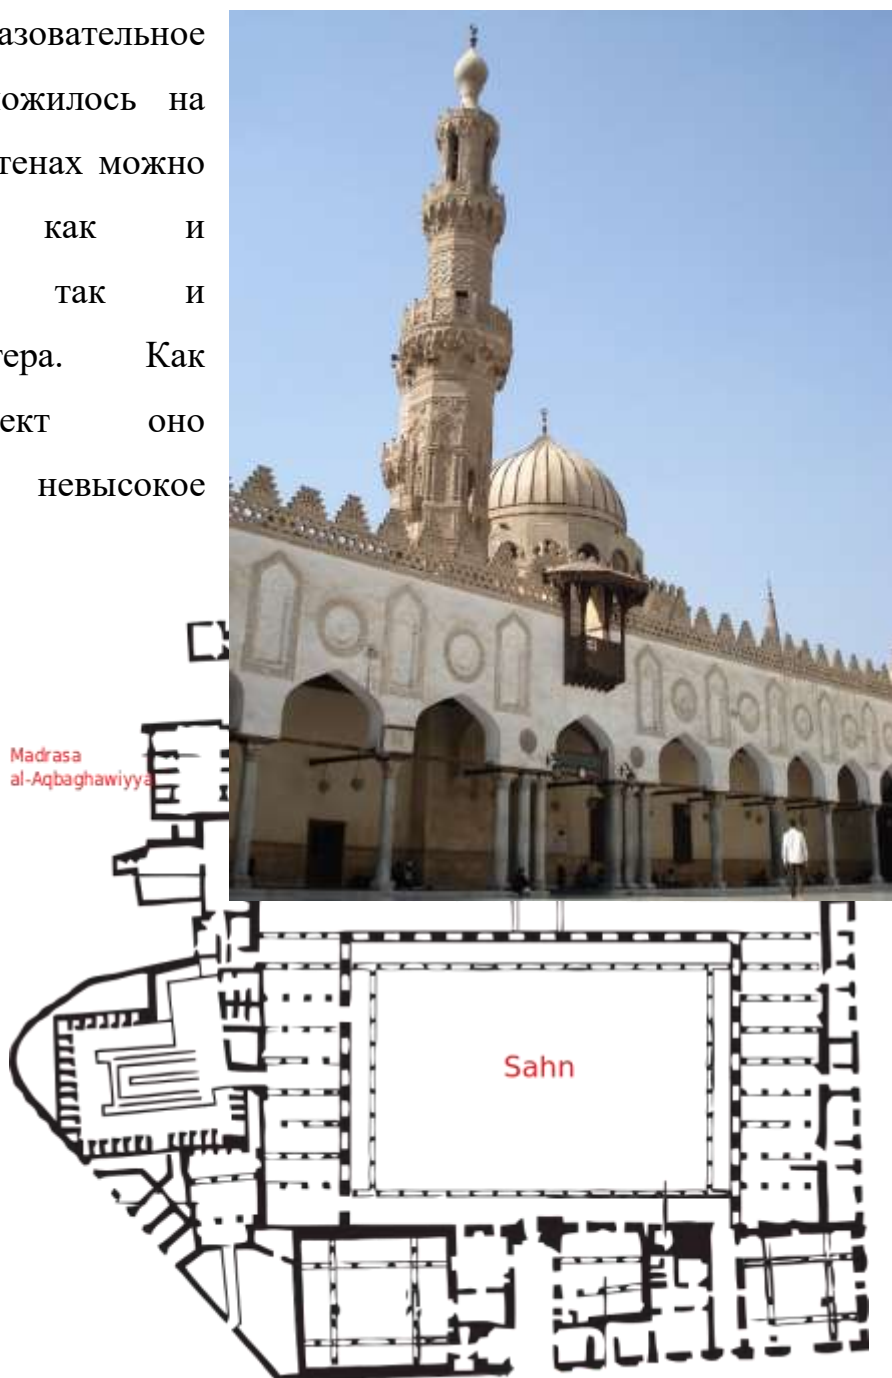 азовательное
ожилось на
тенах можно
как и
так и
тера. Как
ект оно
невысокое
Madrasa
al-Aqbaghawiyya
Sahn